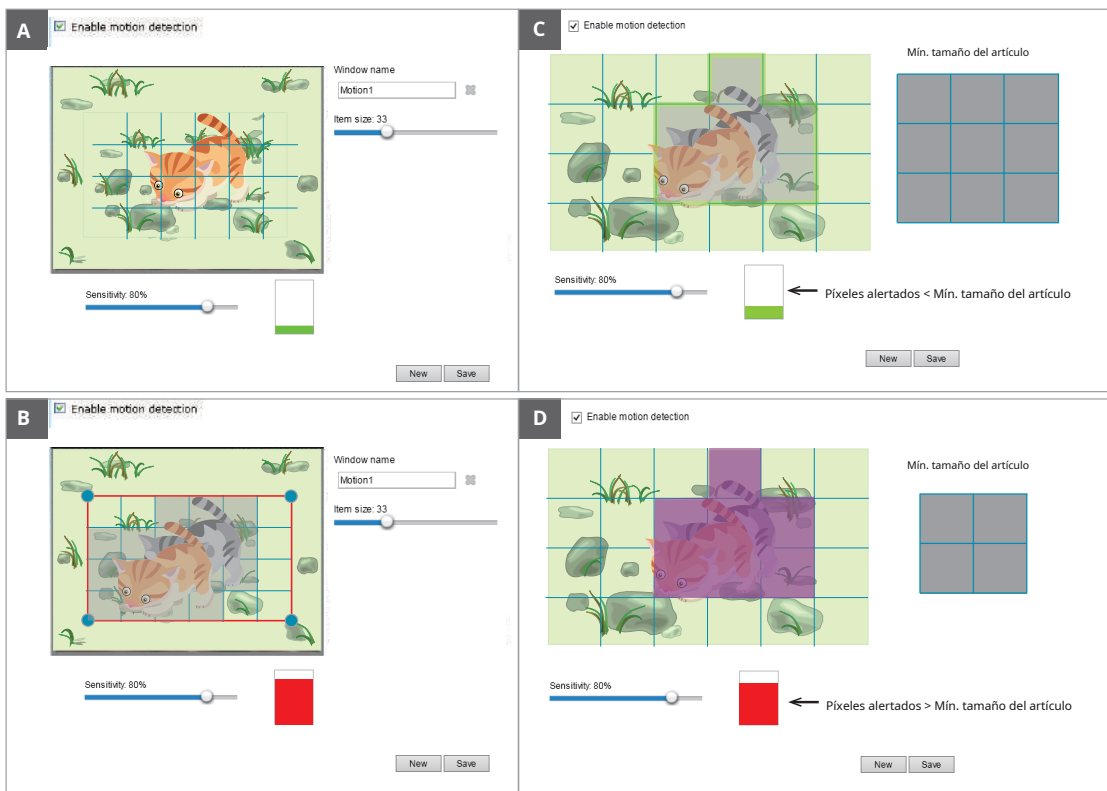 A
Enable motion detection
Window name
Motion1
Item size: 33
Sensitivity: 80%
New
Save
C
Enable motion detection
Mín. tamaño del artículo
Sensitivity: 80%
Píxeles alertados < Mín. tamaño del artículo
New
Save
B
Enable motion detection
Window name
Motion1
Item size: 33
Sensitivity: 80%
New
Save
D
Enable motion detection
Mín. tamaño del artículo
Sensitivity: 80%
Píxeles alertados > Mín. tamaño del artículo
New
Save